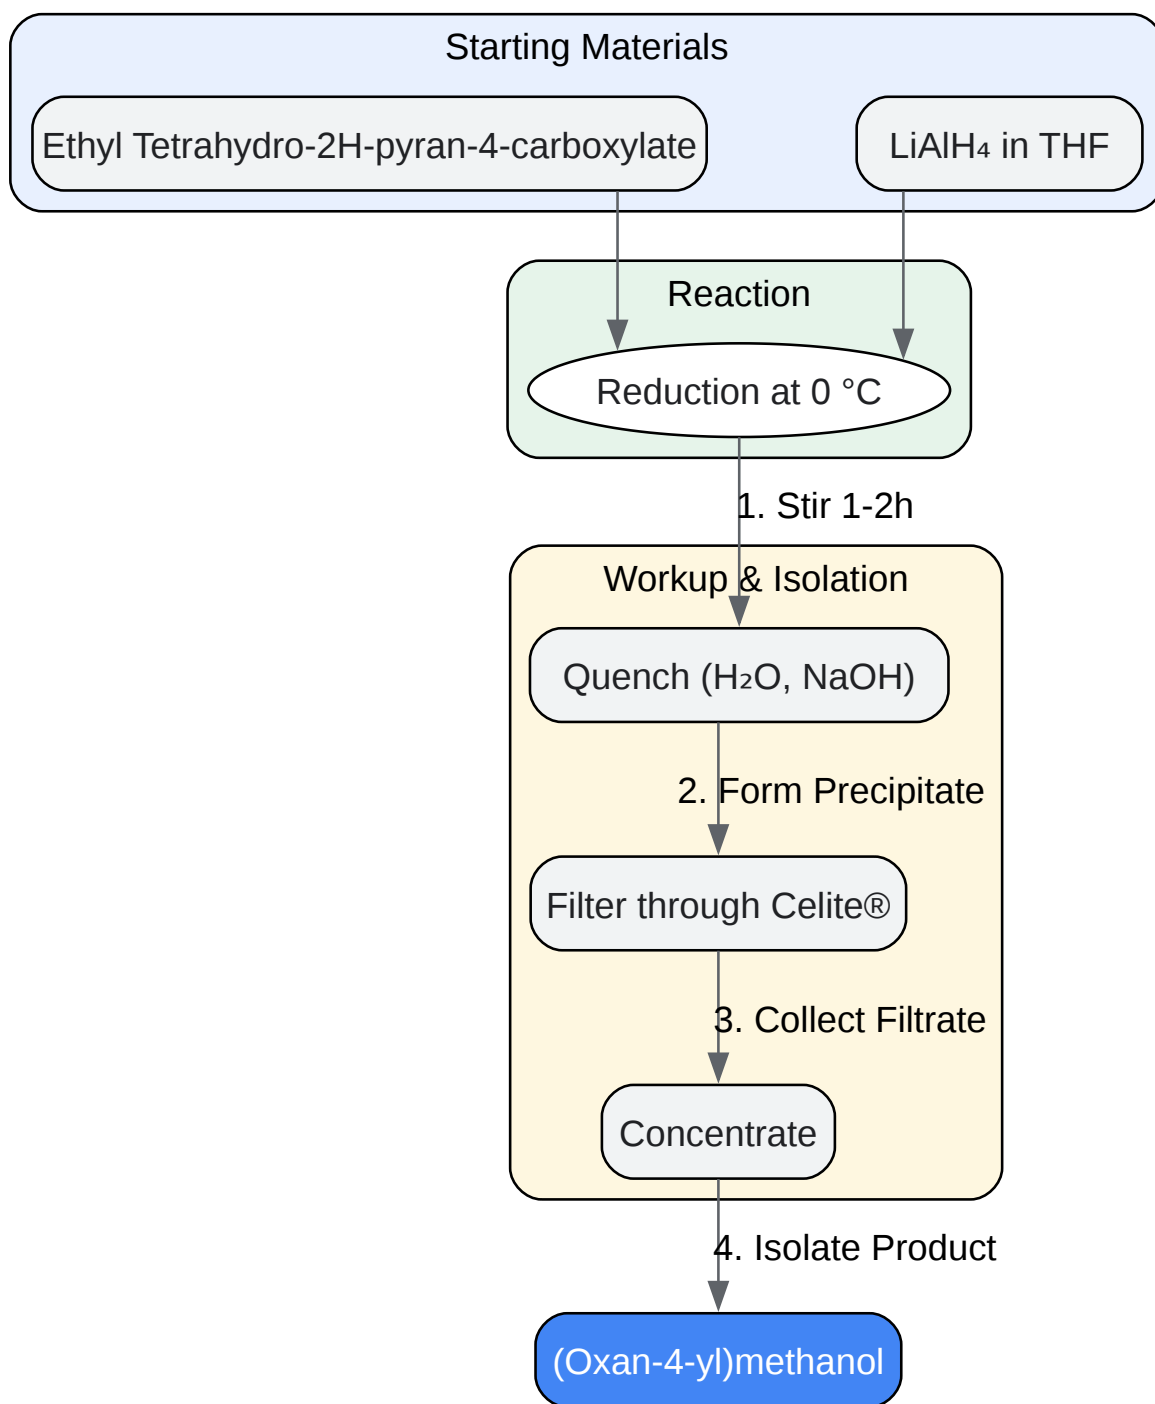 Starting Materials
Ethyl Tetrahydro-2H-pyran-4-carboxylate
LiAlH₄ in THF
Reaction
Reduction at 0 °C
1. Stir 1-2h
Workup & Isolation
Quench (H₂O, NaOH)
2. Form Precipitate
Filter through Celite®
3. Collect Filtrate
Concentrate
4. Isolate Product
(Oxan-4-yl)methanol